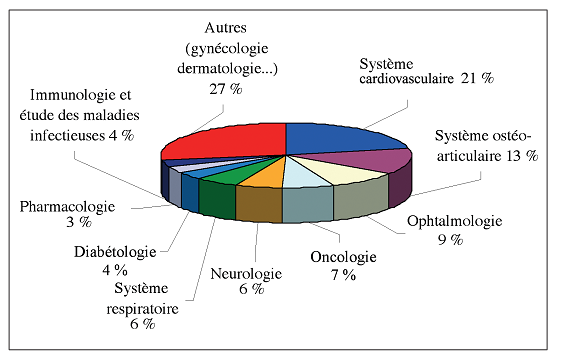 Autres
(gynécologie
dermatologie...)
27 %
Système
cardiovasculaire 21 %
Immunologie et
étude des maladies
infectieuses 4 %
Système ostéo-
articulaire 13 %
Pharmacologie
3 %
Ophtalmologie
9 %
Diabétologie
4 %
Neurologie
6 %
Oncologie
7 %
Système
respiratoire
6 %